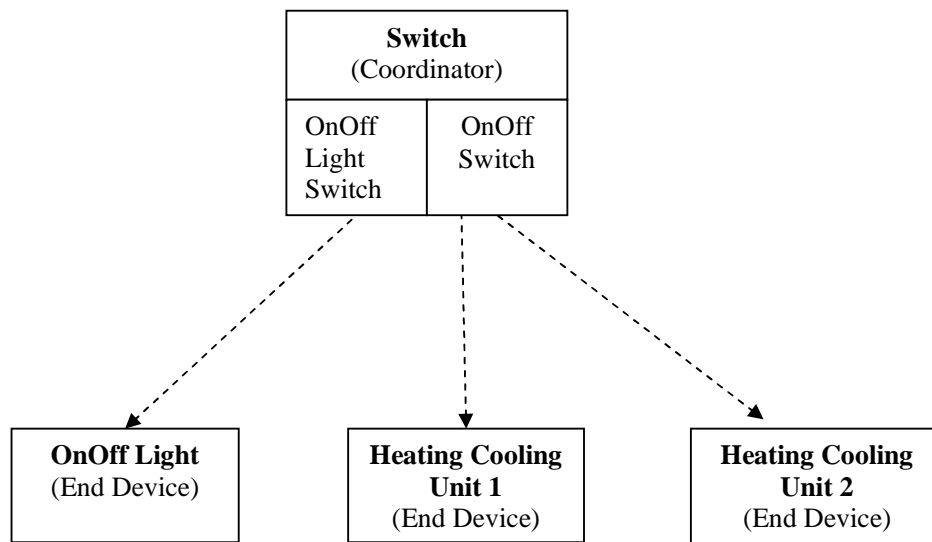 Switch
(Coordinator)
OnOff
Light
Switch
OnOff
Switch
OnOff Light
(End Device)
Heating Cooling
Unit 1
(End Device)
Heating Cooling
Unit 2
(End Device)